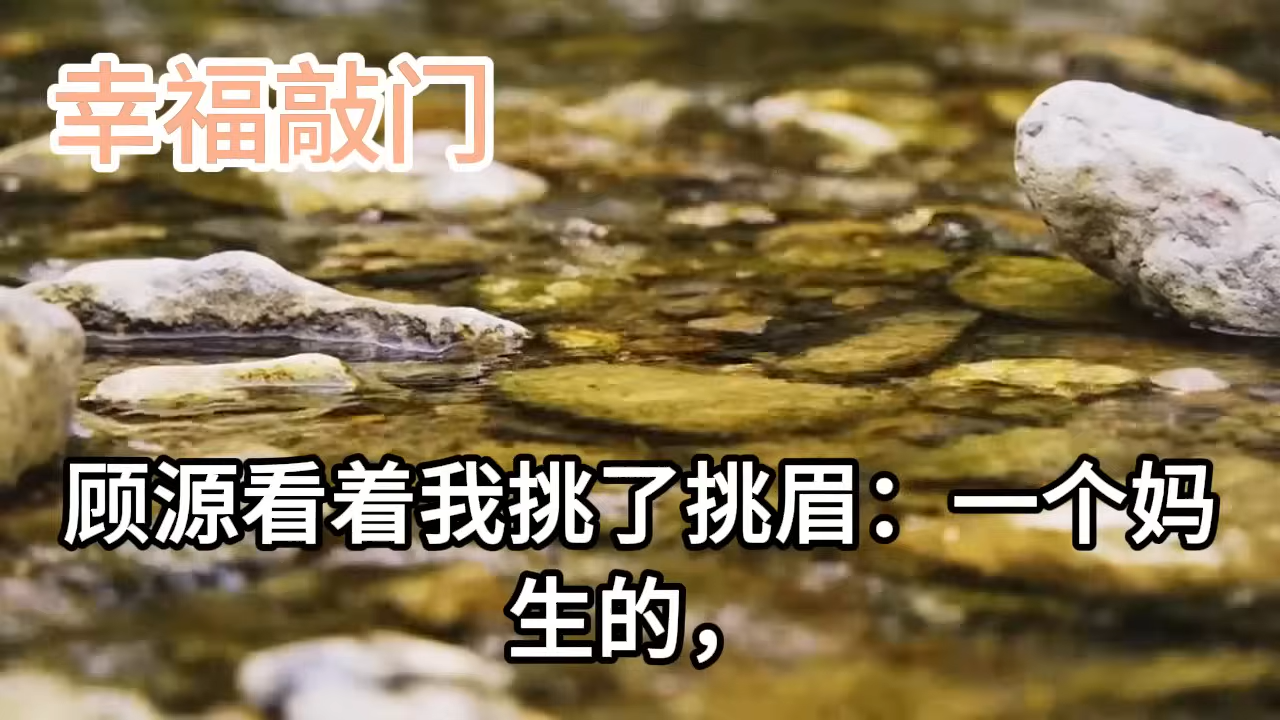 幸福敲门
顾源看着我挑了挑眉：一个妈
生的，